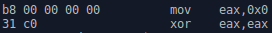 b8 00 00 00 00 mov eax,0x0
31 c0 xor eax,eax